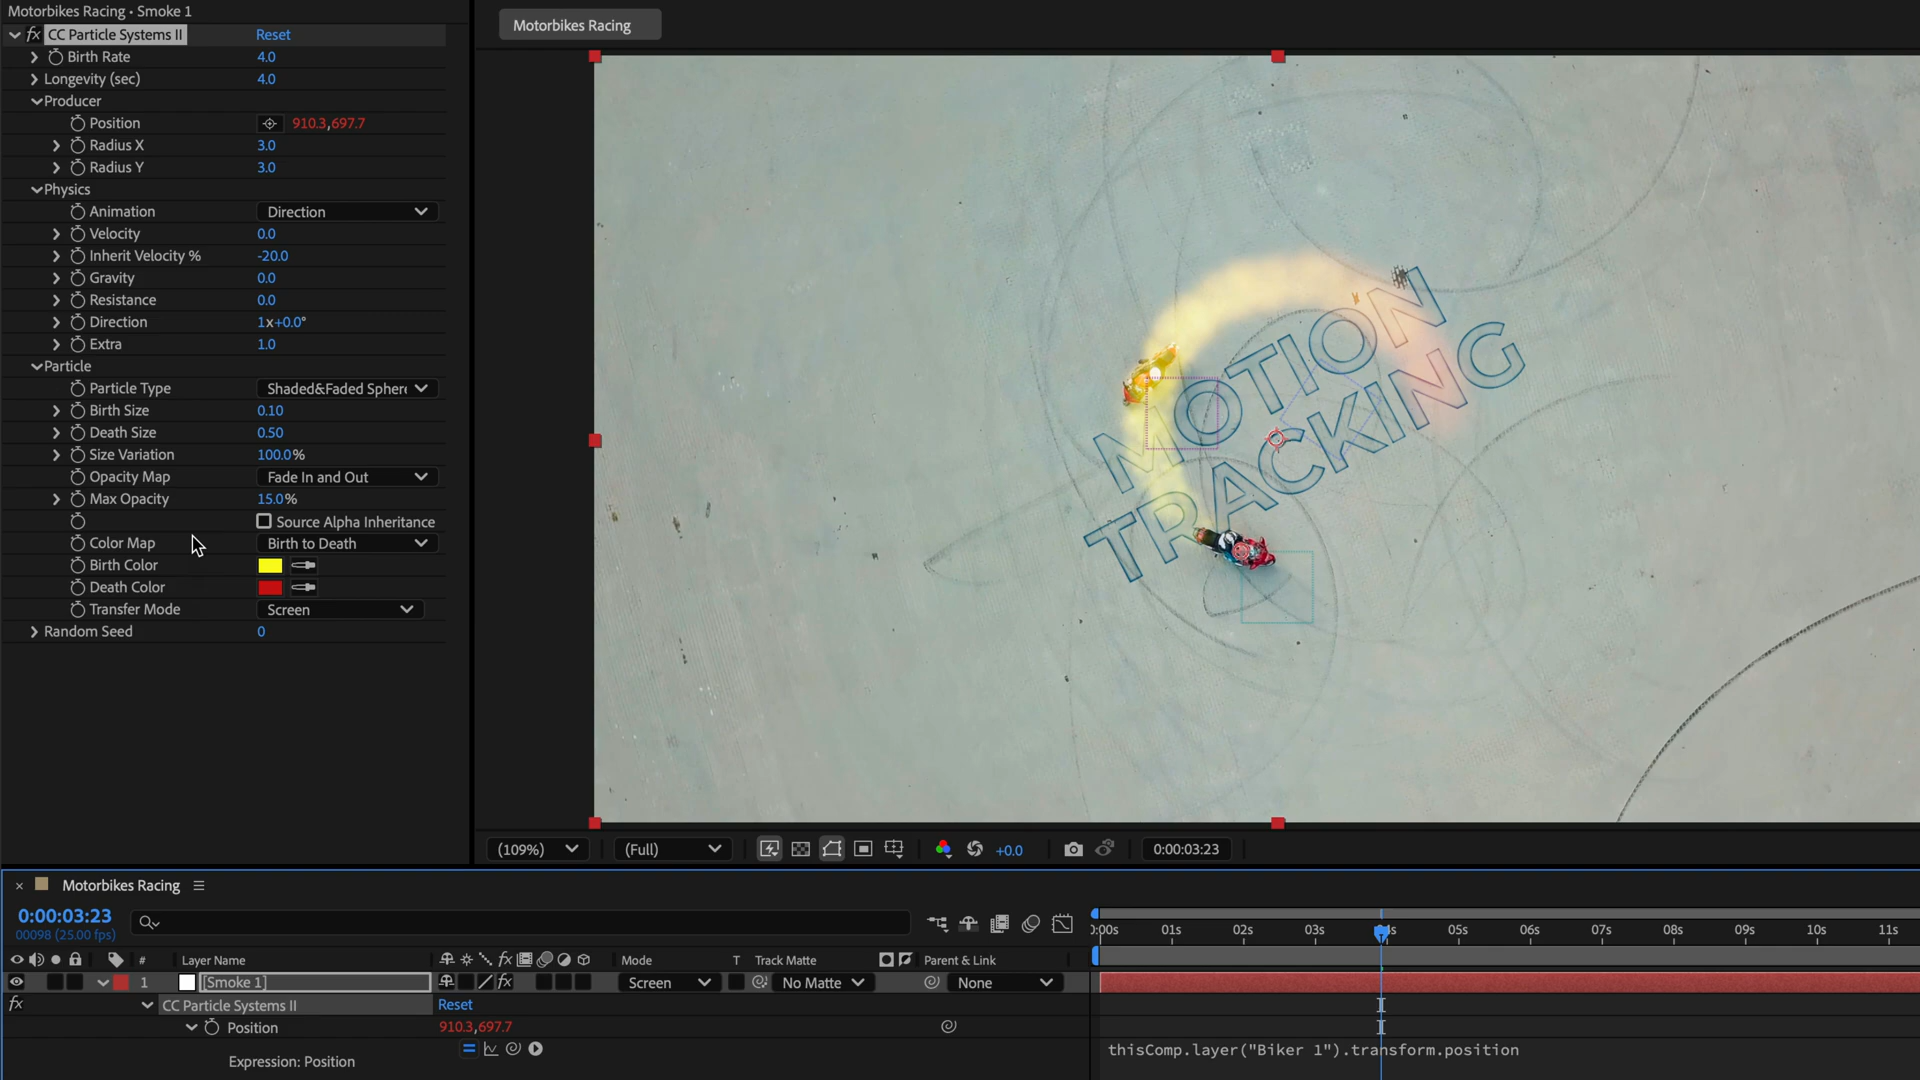 Motorbikes Racing • Smoke 1
fx CC Particle Systems II Reset
Birth Rate 4.0
Longevity (sec) 4.0
Producer
Position 910.3,697.7
Radius X 3.0
Radius Y 3.0
Physics
Animation Direction
Velocity 0.0
Inherit Velocity % -20.0
Gravity 0.0
Resistance 0.0
Direction 1x+0.0°
Extra 1.0
Particle
Particle Type Shaded&Faded Sphere
Birth Size 0.10
Death Size 0.50
Size Variation 100.0%
Opacity Map Fade In and Out
Max Opacity 15.0%
Source Alpha Inheritance
Color Map Birth to Death
Birth Color
Death Color
Transfer Mode Screen
Random Seed 0
Motorbikes Racing
MOTION
TRACKING
(109%) (Full) +0.0 0:00:03:23
Motorbikes Racing
0:00:03:23
00098 (25.00 fps)
0:00s 01s 02s 03s 04s 05s 06s 07s 08s 09s 10s 11s
# Layer Name fx Mode T Track Matte Parent & Link
1 [Smoke 1] fx Screen No Matte None
fx CC Particle Systems II Reset
Position 910.3,697.7
Expression: Position thisComp.layer("Biker 1").transform.position